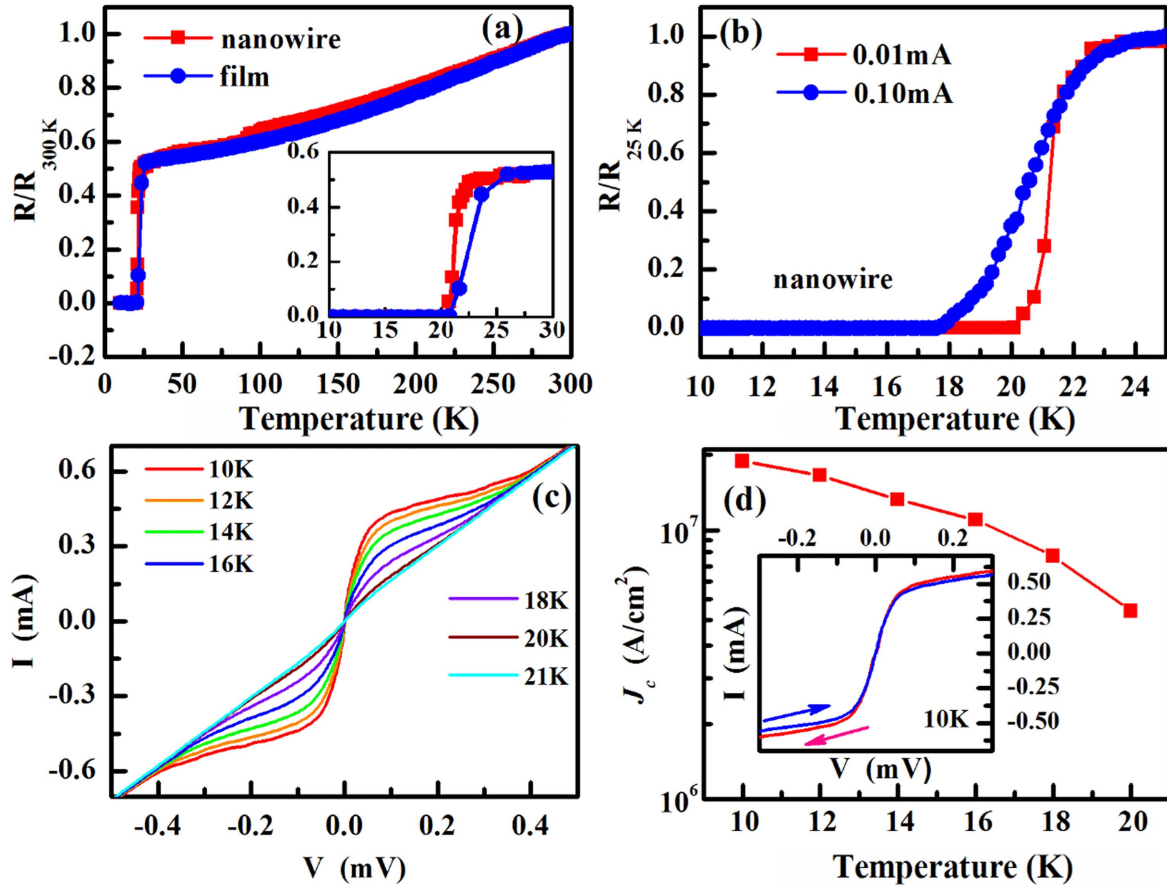 (a)
nanowire
film
R/R300 K
1.0
0.8
0.6
0.4
0.2
0.0
-0.2
0.6
0.4
0.2
0.0
10 15 20 25 30
0 50 100 150 200 250 300
Temperature (K)
(b)
0.01mA
0.10mA
R/R25 K
1.0
0.8
0.6
0.4
0.2
0.0
nanowire
10 12 14 16 18 20 22 24
Temperature (K)
(c)
10K
12K
14K
16K
18K
20K
21K
I (mA)
0.6
0.3
0.0
-0.3
-0.6
-0.4 -0.2 0.0 0.2 0.4
V (mV)
(d)
Jc (A/cm2)
107
106
-0.2 0.0 0.2
I (mA)
0.50
0.25
0.00
-0.25
-0.50
10K
V (mV)
10 12 14 16 18 20
Temperature (K)